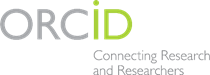 ORCiD
Connecting Research
and Researchers